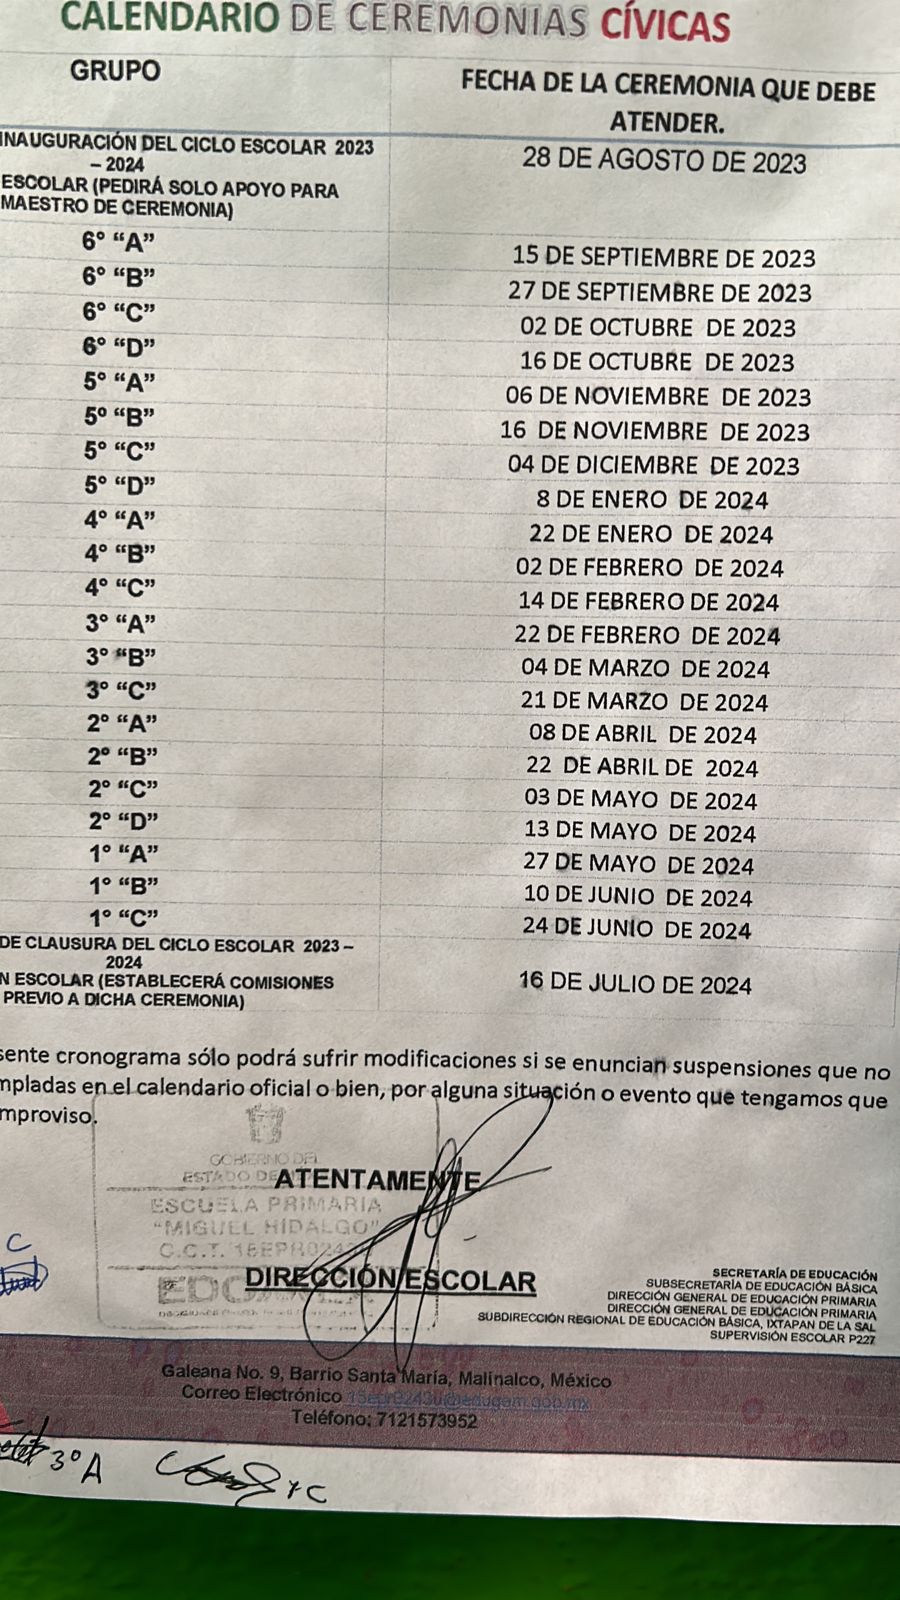 CALENDARIO DE CEREMONIAS CÍVICAS
GRUPO
FECHA DE LA CEREMONIA QUE DEBE
ATENDER.
INAUGURACIÓN DEL CICLO ESCOLAR 2023
– 2024
ESCOLAR (PEDIRÁ SOLO APOYO PARA
MAESTRO DE CEREMONIA)
28 DE AGOSTO DE 2023
6° “A” 15 DE SEPTIEMBRE DE 2023
6° “B” 27 DE SEPTIEMBRE DE 2023
6° “C” 02 DE OCTUBRE DE 2023
6° “D” 16 DE OCTUBRE DE 2023
5° “A” 06 DE NOVIEMBRE DE 2023
5° “B” 16 DE NOVIEMBRE DE 2023
5° “C” 04 DE DICIEMBRE DE 2023
5° “D” 8 DE ENERO DE 2024
4° “A” 22 DE ENERO DE 2024
4° “B” 02 DE FEBRERO DE 2024
4° “C” 14 DE FEBRERO DE 2024
3° “A” 22 DE FEBRERO DE 2024
3° “B” 04 DE MARZO DE 2024
3° “C” 21 DE MARZO DE 2024
2° “A” 08 DE ABRIL DE 2024
2° “B” 22 DE ABRIL DE 2024
2° “C” 03 DE MAYO DE 2024
2° “D” 13 DE MAYO DE 2024
1° “A” 27 DE MAYO DE 2024
1° “B” 10 DE JUNIO DE 2024
1° “C” 24 DE JUNIO DE 2024
DE CLAUSURA DEL CICLO ESCOLAR 2023 –
2024
N ESCOLAR (ESTABLECERÁ COMISIONES
PREVIO A DICHA CEREMONIA)
16 DE JULIO DE 2024
sente cronograma sólo podrá sufrir modificaciones si se enuncian suspensiones que no
mpladas en el calendario oficial o bien, por alguna situación o evento que tengamos que
mproviso.
GOBIERNO DEL
ESTADO DE
ATENTAMENTE
ESCUELA PRIMARIA
“MIGUEL HIDALGO”
C.C.T.
C
DIRECCIÓN ESCOLAR
SECRETARÍA DE EDUCACIÓN
SUBSECRETARÍA DE EDUCACIÓN BÁSICA
DIRECCIÓN GENERAL DE EDUCACIÓN PRIMARIA
DIRECCIÓN GENERAL DE EDUCACIÓN PRIMARIA
SUBDIRECCIÓN REGIONAL DE EDUCACIÓN BÁSICA, IXTAPAN DE LA SAL
SUPERVISIÓN ESCOLAR P227
Galeana No. 9, Barrio Santa María, Malinalco, México
Correo Electrónico
Teléfono: 7121573952
3° A